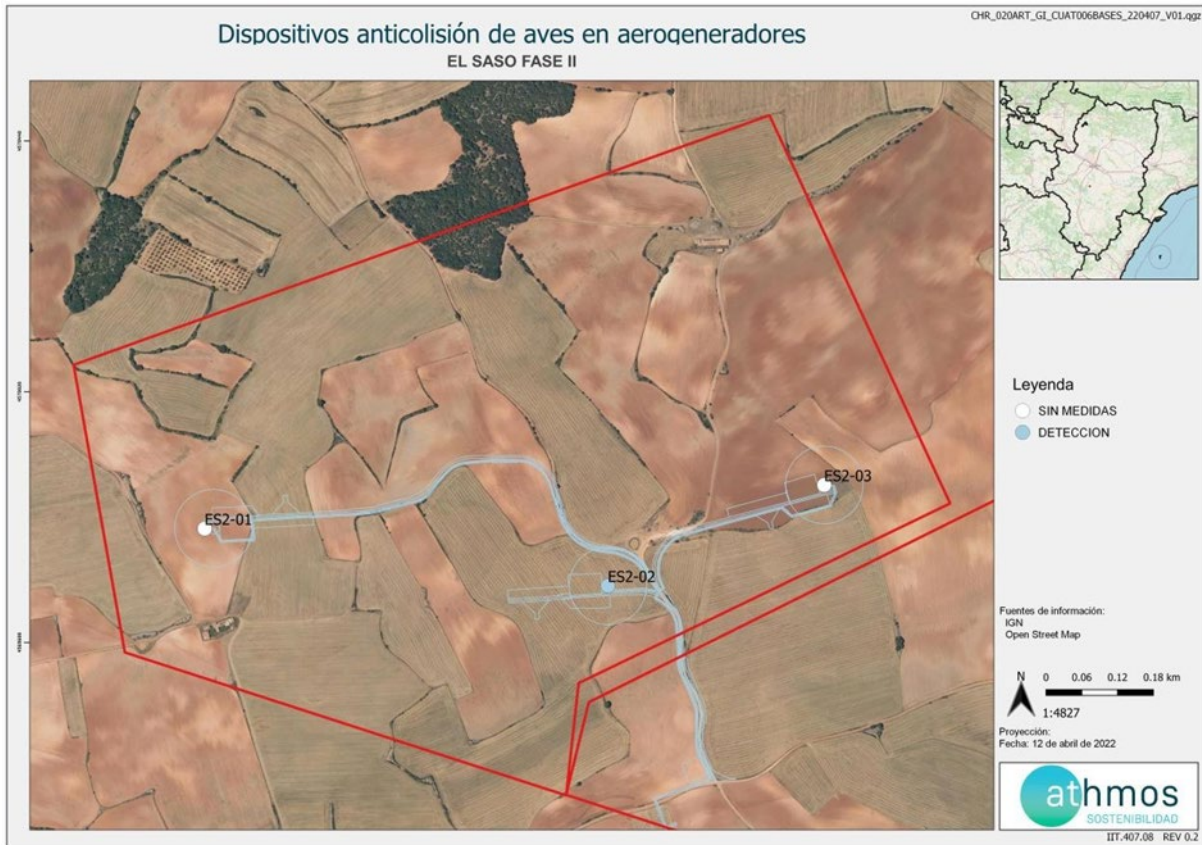 CHR_020ART_GI_CUAT006BASES_220407_V01.qgz
Dispositivos anticolisión de aves en aerogeneradores
EL SASO FASE II
ES2-01
ES2-02
ES2-03
Leyenda
SIN MEDIDAS
DETECCION
Fuentes de información:
IGN
Open Street Map
N 0 0.06 0.12 0.18 km
1:4827
Proyección:
Fecha: 12 de abril de 2022
athmos
SOSTENIBILIDAD
IIT.407.08 REV 0.2